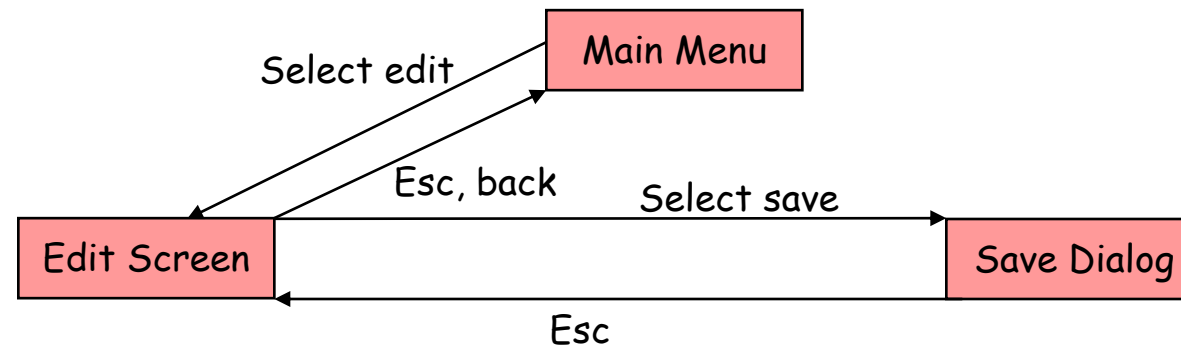 Main Menu
Select edit
Esc, back
Select save
Edit Screen
Save Dialog
Esc